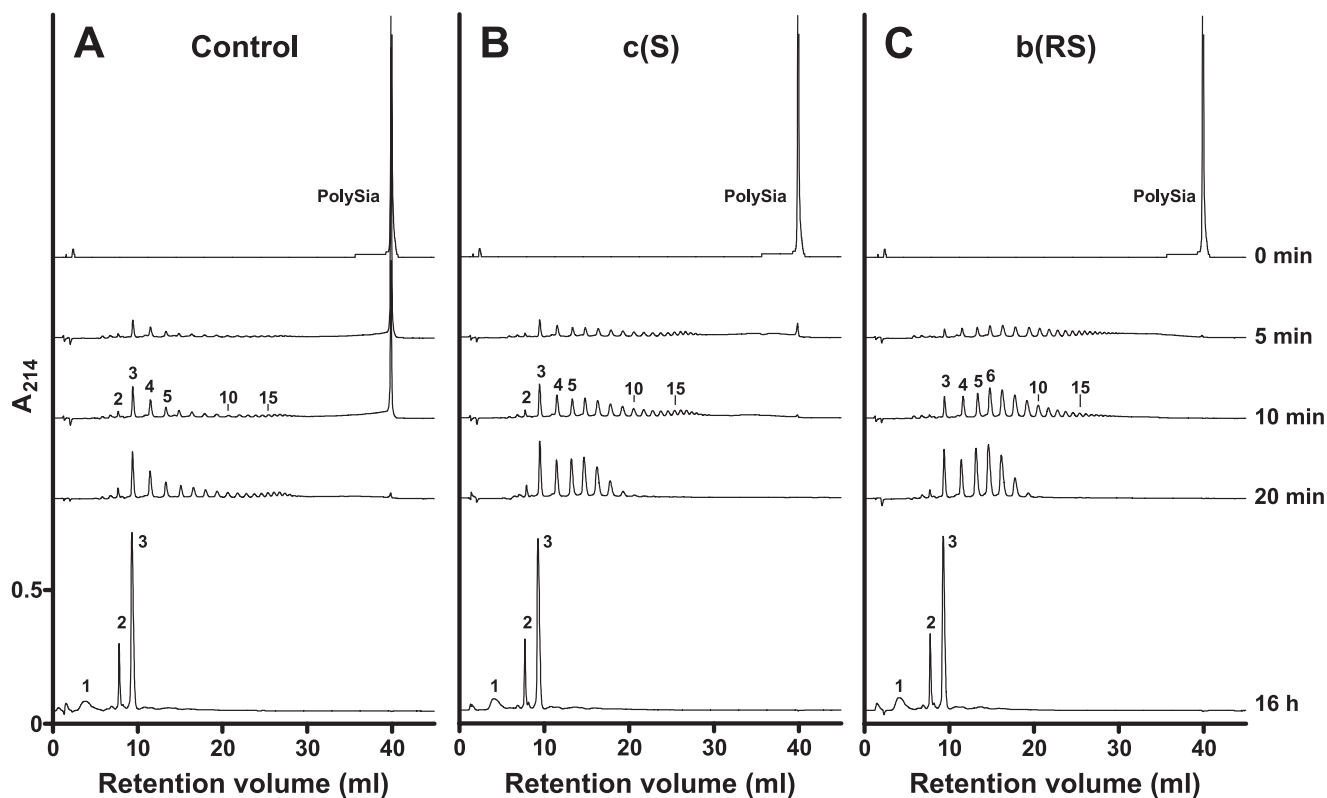 A Control
B c(S)
C b(RS)
PolySia
PolySia
PolySia
0 min
5 min
10 min
20 min
16 h
A214
0.5
0
2 3 4 5 10 15
2 3 4 5 10 15
3 4 5 6 10 15
1 2 3
1 2 3
1 2 3
0 10 20 30 40
0 10 20 30 40
0 10 20 30 40
Retention volume (ml)
Retention volume (ml)
Retention volume (ml)